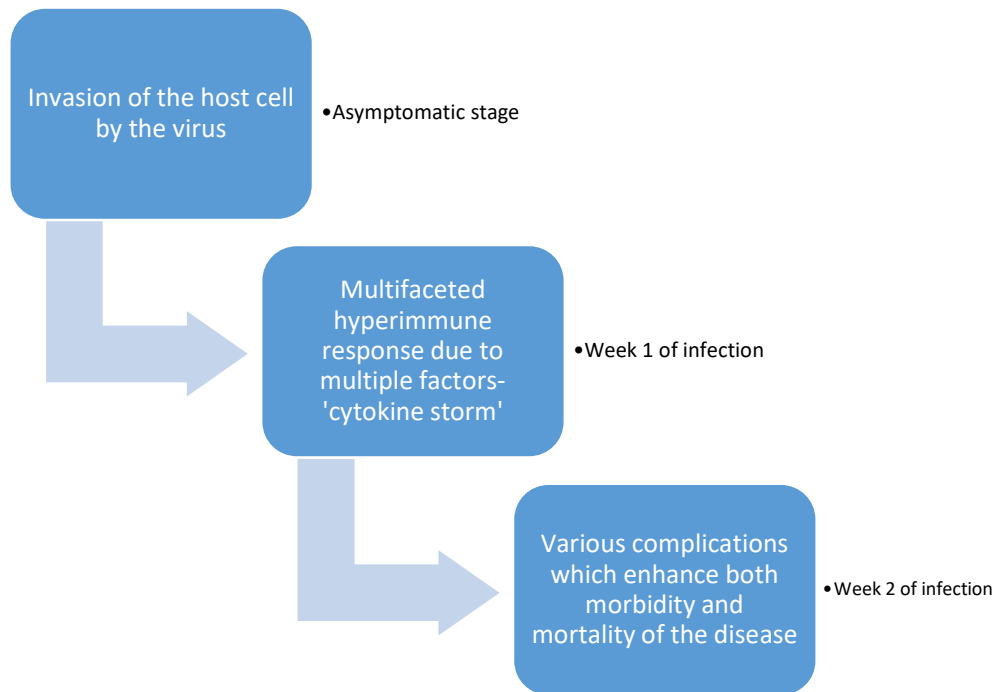 Invasion of the host cell
by the virus
•Asymptomatic stage
Multifaceted
hyperimmune
response due to
multiple factors-
'cytokine storm'
•Week 1 of infection
Various complications
which enhance both
morbidity and
mortality of the disease
•Week 2 of infection